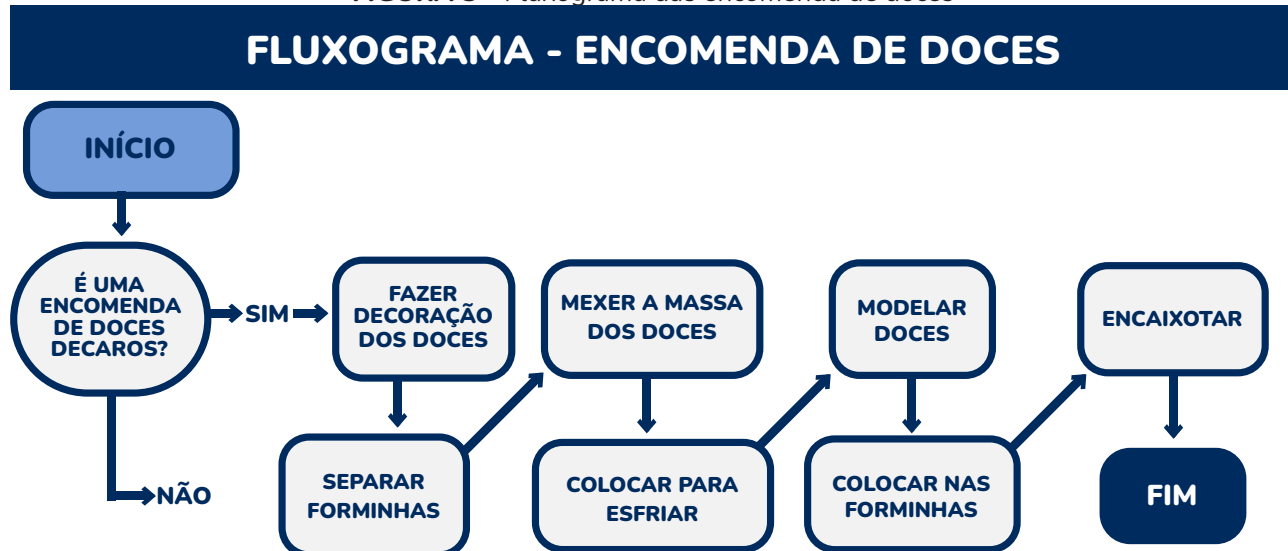 FLUXOGRAMA - ENCOMENDA DE DOCES
INÍCIO
É UMA
ENCOMENDA
DE DOCES
DECAROS?
SIM
NÃO
FAZER
DECORAÇÃO
DOS DOCES
SEPARAR
FORMINHAS
MEXER A MASSA
DOS DOCES
COLOCAR PARA
ESFRIAR
MODELAR
DOCES
COLOCAR NAS
FORMINHAS
ENCAIXOTAR
FIM